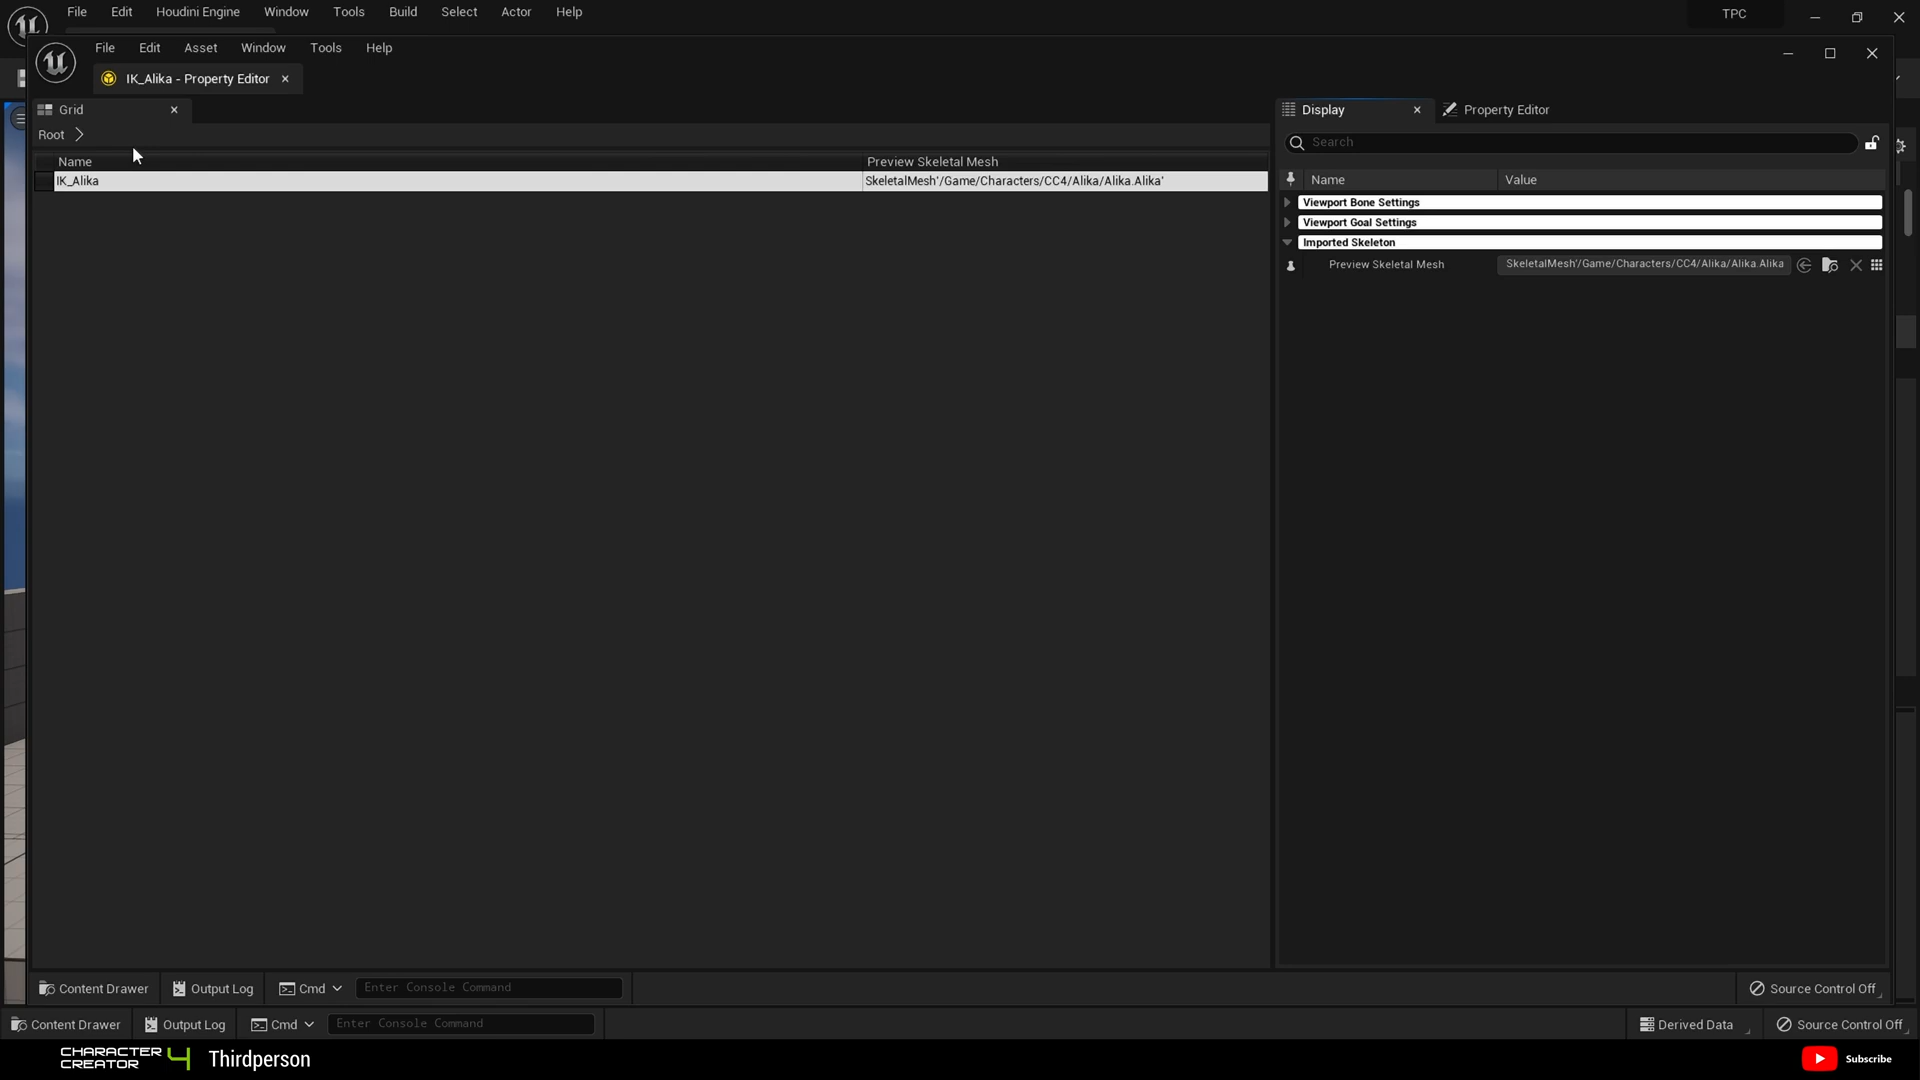 File Edit Houdini Engine Window Tools Build Select Actor Help TPC
File Edit Asset Window Tools Help
IK_Alika - Property Editor
Grid
Root
Name Preview Skeletal Mesh
IK_Alika SkeletalMesh'/Game/Characters/CC4/Alika/Alika.Alika'
Display Property Editor
Search
Name Value
Viewport Bone Settings
Viewport Goal Settings
Imported Skeleton
Preview Skeletal Mesh SkeletalMesh'/Game/Characters/CC4/Alika/Alika.Alika
Content Drawer Output Log Cmd Enter Console Command Source Control Off
Content Drawer Output Log Cmd Enter Console Command Derived Data Source Control Off
CHARACTER CREATOR 4 Thirdperson Subscribe